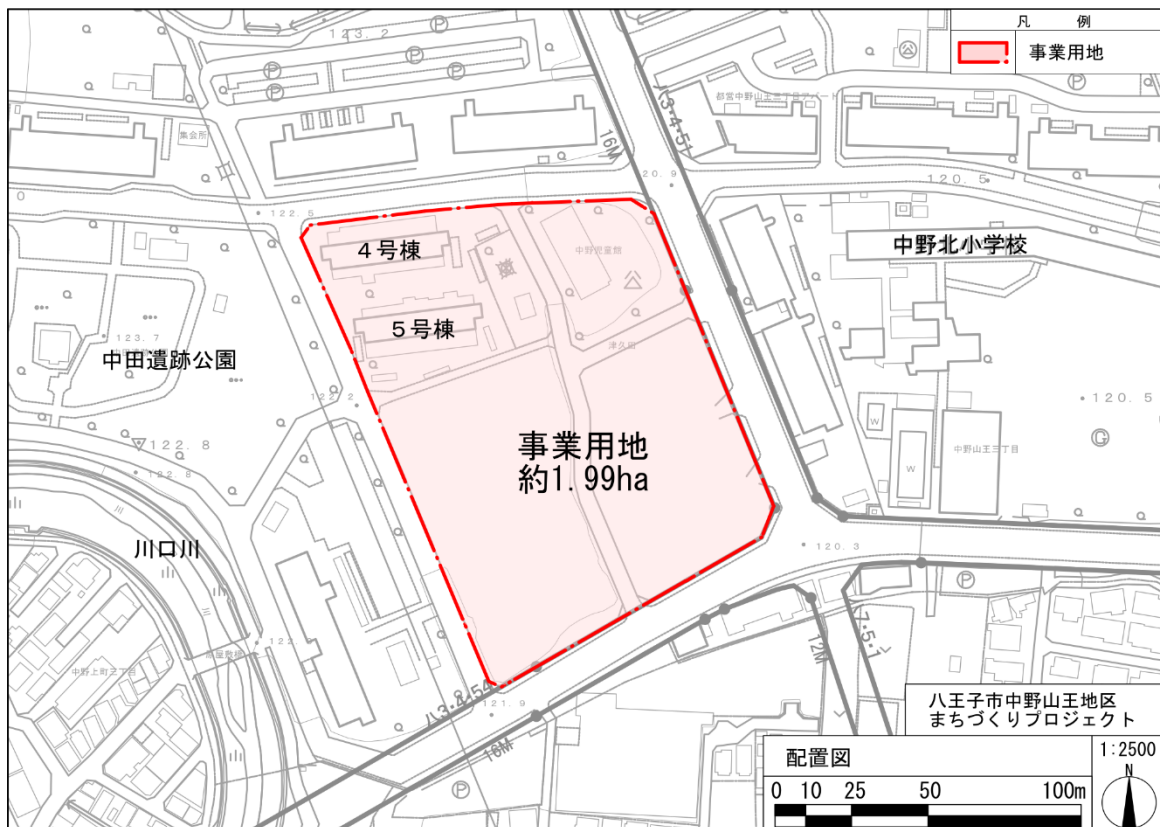 凡 例
事業用地
123.2
都営中野山王三丁目アパート
集会所
16M
八3・4・51
20.9
120.5
122.5
4号棟
中野児童館
中野北小学校
5号棟
津久田
123.7
中田遺跡公園
122.2
120.5
事業用地
約1.99ha
122.8
122.8
W
W
中野山王三丁目
G
川口川
120.3
P
中野上町三丁目
八3・4・54
121.9
16M
12M
7・5・1
八王子市中野山王地区
まちづくりプロジェクト
配置図
1:2500
N
0 10 25 50 100m